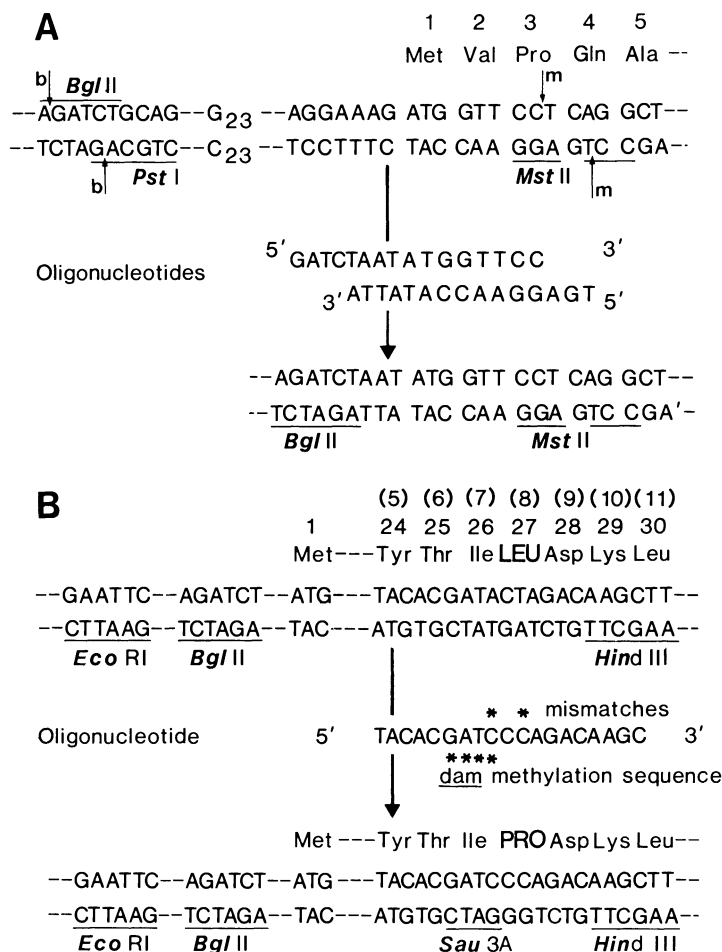 A
1 2 3 4 5
Met Val Pro Gln Ala --
b Bgl II m
--AGATCTGCAG--G23 --AGGAAAG ATG GTT CCT CAG GCT--
--TCTAGACGTC--C23 --TCCTTTC TAC CAA GGA GTC CGA--
b Pst I Mst II m
5' GATCTAATATGGTTCC 3'
Oligonucleotides
3' ATTATACCAAGGAGT 5'
--AGATCTAAT ATG GTT CCT CAG GCT--
--TCTAGATTA TAC CAA GGA GTC CGA'-
Bgl II Mst II
B
(5) (6) (7) (8) (9) (10) (11)
1 24 25 26 27 28 29 30
Met---Tyr Thr Ile LEU Asp Lys Leu
--GAATTC--AGATCT--ATG---TACACGATACTAGACAAGCTT--
--CTTAAG--TCTAGA--TAC---ATGTGCTATGATCTGTTCGAA--
Eco RI Bgl II Hind III
* * mismatches
Oligonucleotide 5' TACACGATCCCAGACAAGC 3'
****
dam methylation sequence
Met ---Tyr Thr Ile PRO Asp Lys Leu--
--GAATTC--AGATCT--ATG ---TACACGATCCCAGACAAGCTT--
--CTTAAG--TCTAGA--TAC---ATGTGCTAGGGTCTGTTCGAA--
Eco RI Bgl II Sau 3A Hind III